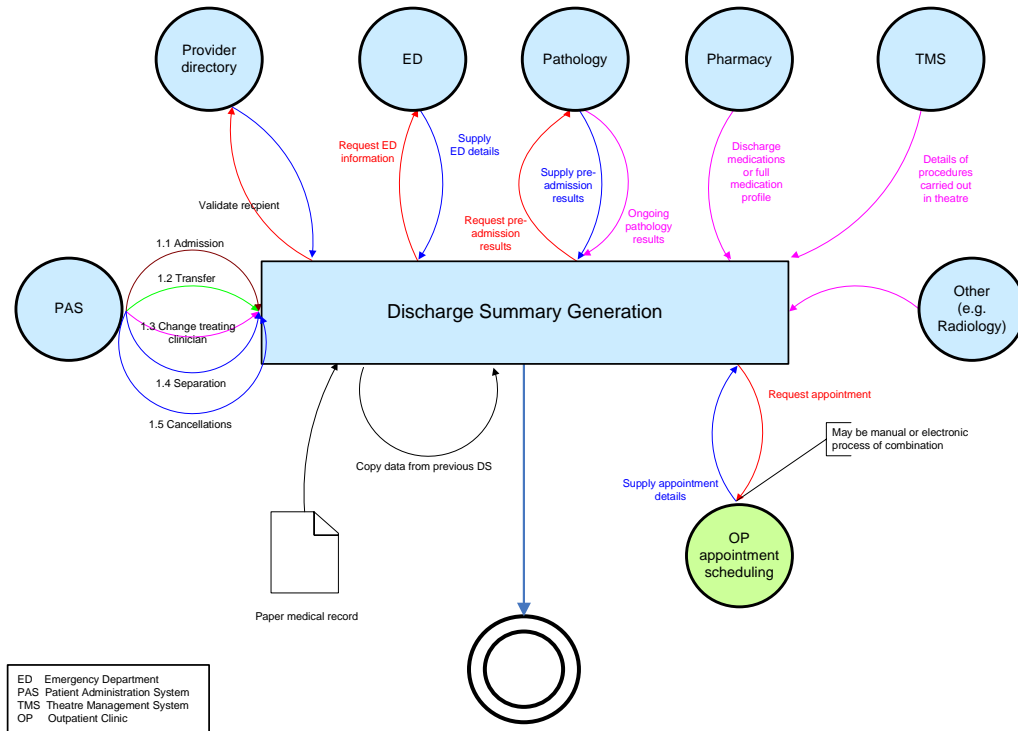 Provider
directory
ED
Pathology
Pharmacy
TMS
Request ED
information
Supply
ED details
Supply pre-
admission
results
Request pre-
admission
results
Ongoing
pathology
results
Discharge
medications
or full
medication
profile
Details of
procedures
carried out
in theatre
Validate recpient
1.1 Admission
1.2 Transfer
1.3 Change treating
clinician
1.4 Separation
1.5 Cancellations
PAS
Discharge Summary Generation
Other
(e.g.
Radiology)
Copy data from previous DS
Request appointment
May be manual or electronic
process of combination
Supply appointment
details
OP
appointment
scheduling
Paper medical record
ED Emergency Department
PAS Patient Administration System
TMS Theatre Management System
OP Outpatient Clinic